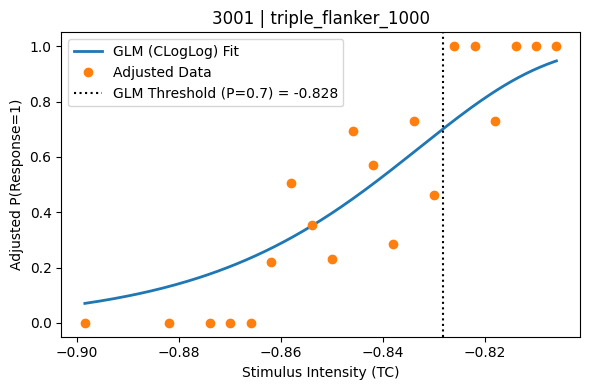 3001 | triple_flanker_1000
GLM (CLogLog) Fit
Adjusted Data
GLM Threshold (P=0.7) = -0.828
Adjusted P(Response=1)
1.0
0.8
0.6
0.4
0.2
0.0
−0.90 −0.88 −0.86 −0.84 −0.82
Stimulus Intensity (TC)